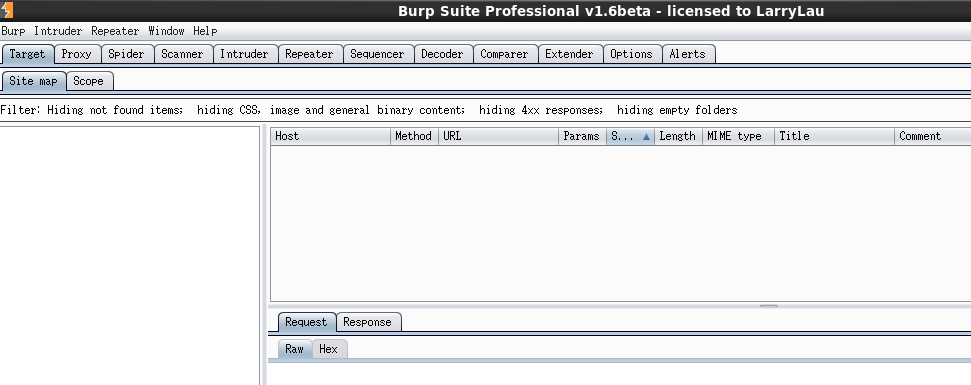 Burp Suite Professional v1.6beta - licensed to LarryLau
Burp Intruder Repeater Window Help
Target Proxy Spider Scanner Intruder Repeater Sequencer Decoder Comparer Extender Options Alerts
Site map Scope
Filter: Hiding not found items; hiding CSS, image and general binary content; hiding 4xx responses; hiding empty folders
Host Method URL Params S... Length MIME type Title Comment
Request Response
Raw Hex